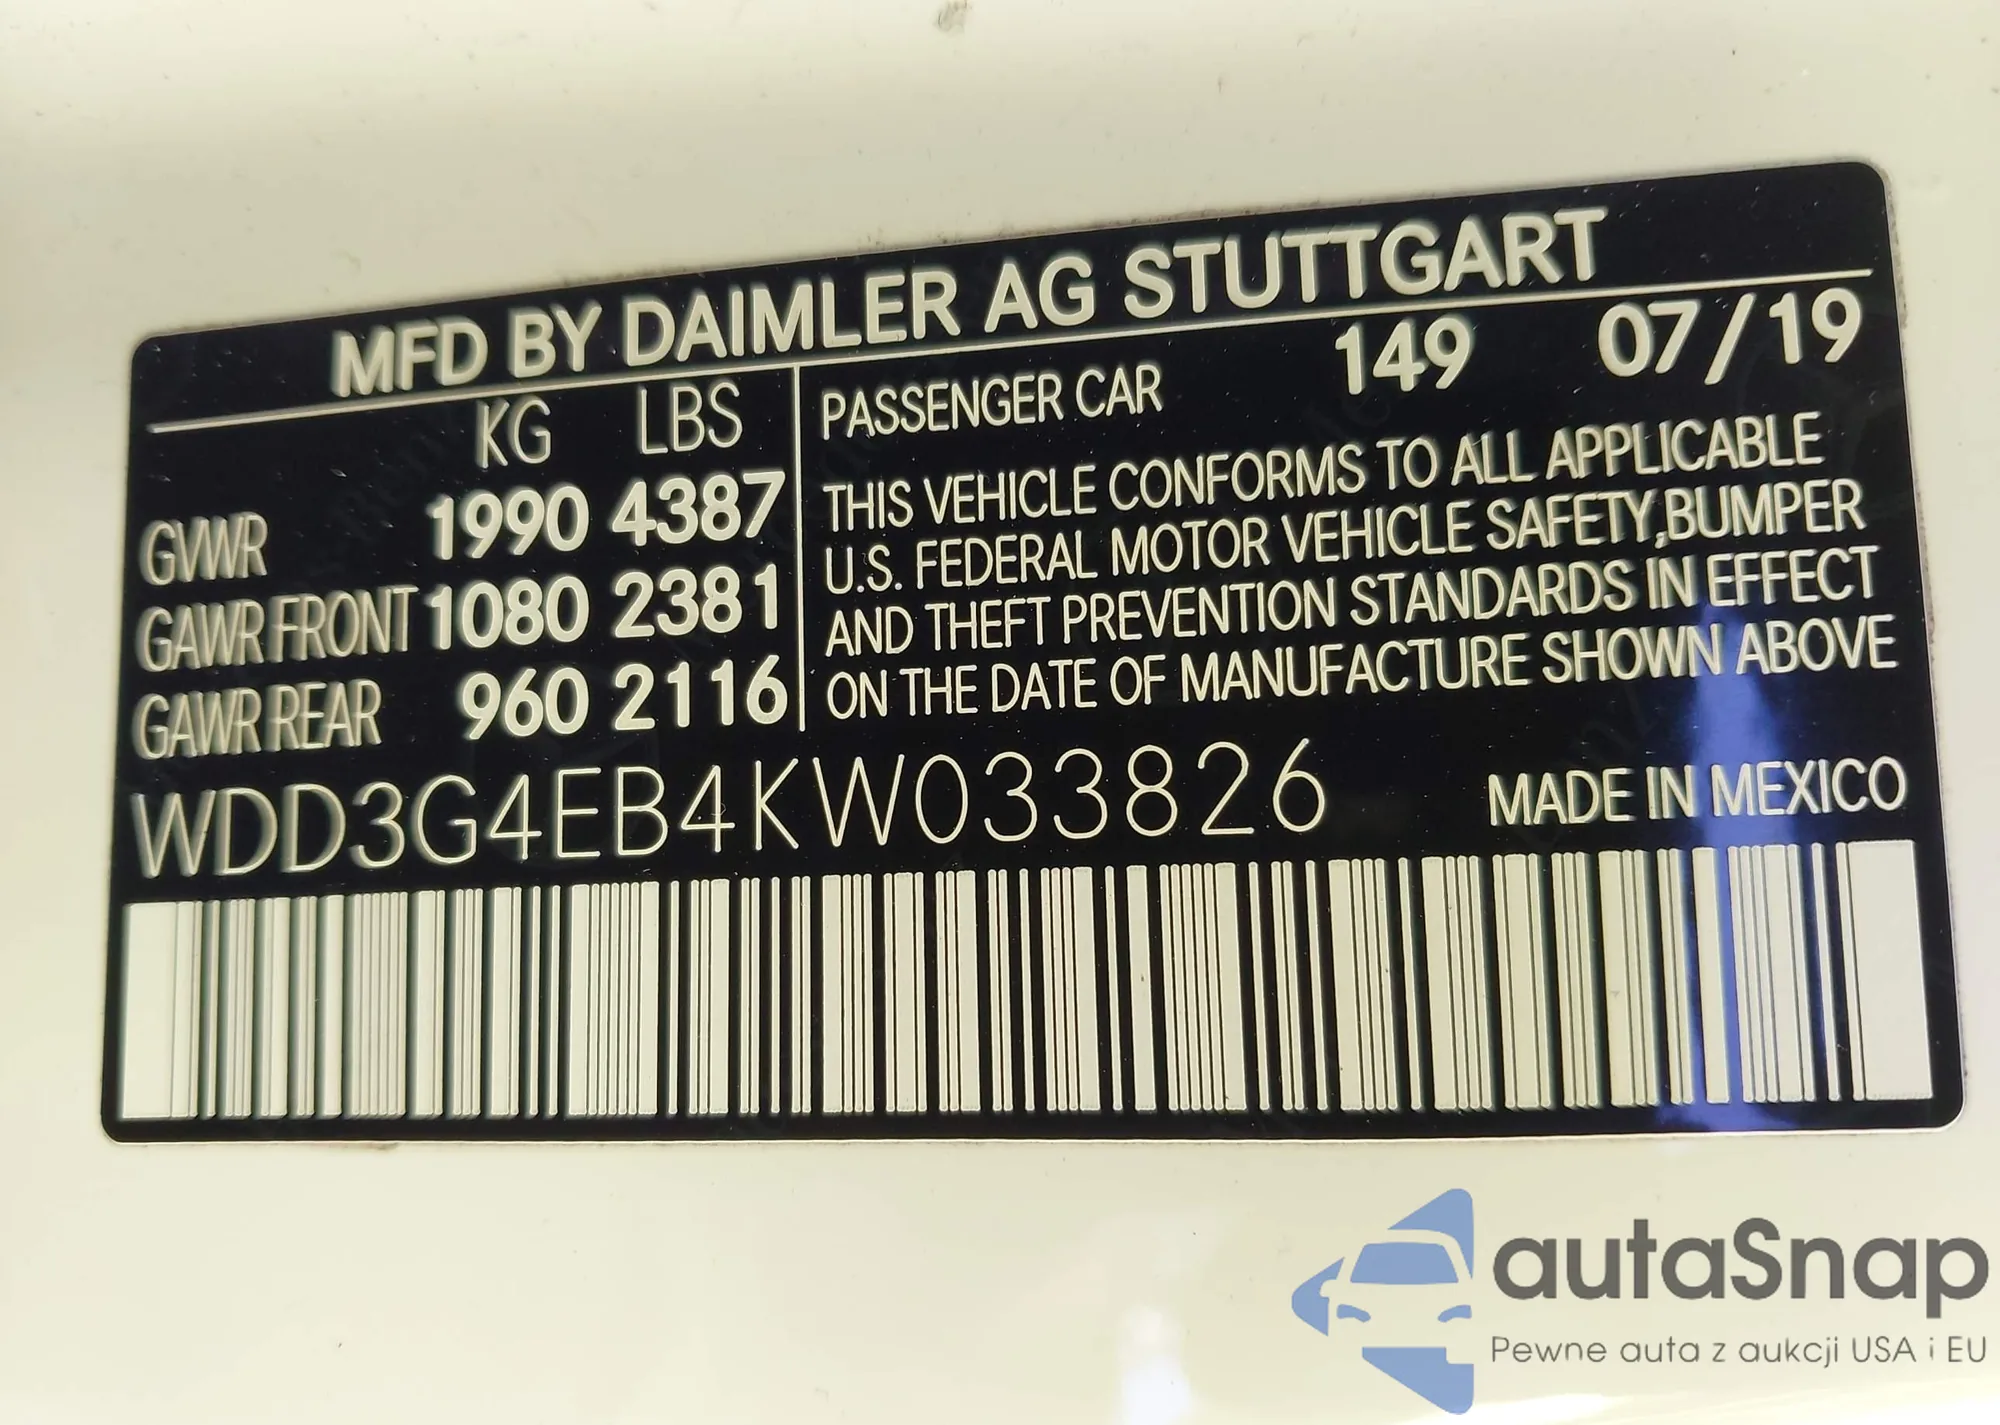 MFD BY DAIMLER AG STUTTGART
KG LBS
GVWR 1990 4387
GAWR FRONT 1080 2381
GAWR REAR 960 2116
PASSENGER CAR 149 07/19
THIS VEHICLE CONFORMS TO ALL APPLICABLE
U.S. FEDERAL MOTOR VEHICLE SAFETY,BUMPER
AND THEFT PREVENTION STANDARDS IN EFFECT
ON THE DATE OF MANUFACTURE SHOWN ABOVE
WDD3G4EB4KW033826 MADE IN MEXICO
autaSnap
Pewne auta z aukcji USA i EU